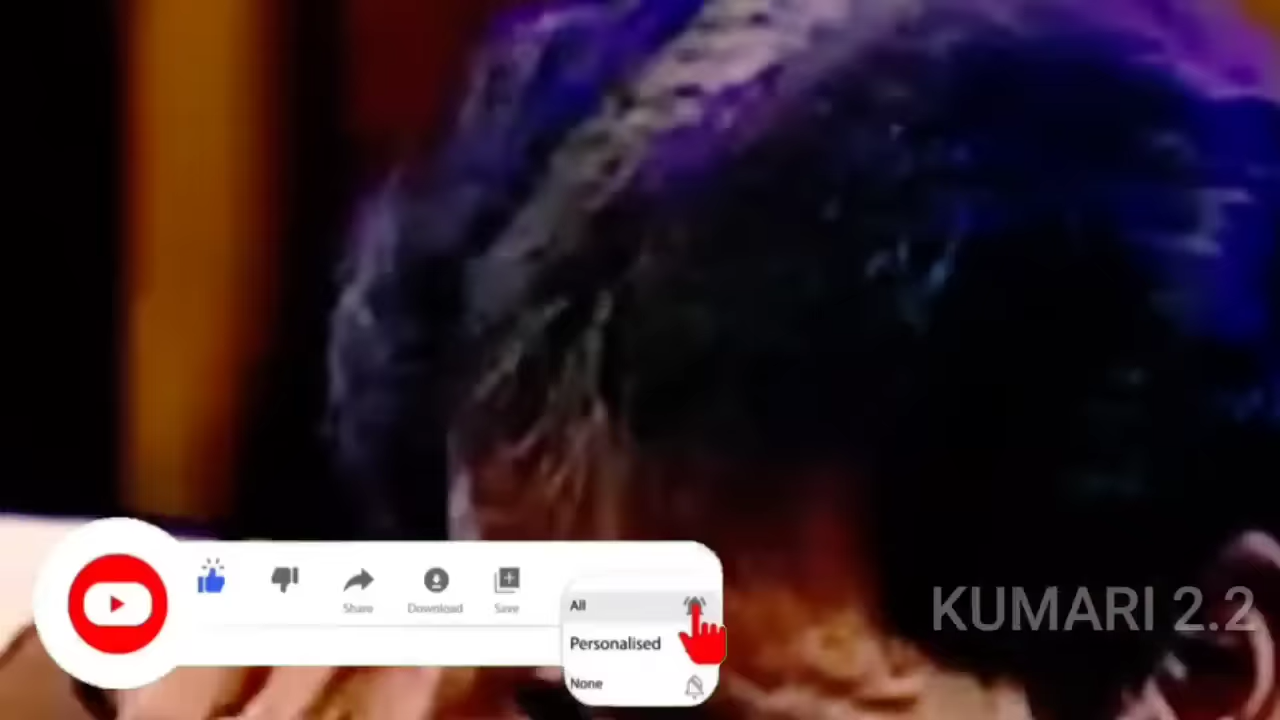 Share
Download
Save
All
Personalised
None
KUMARI 2.2